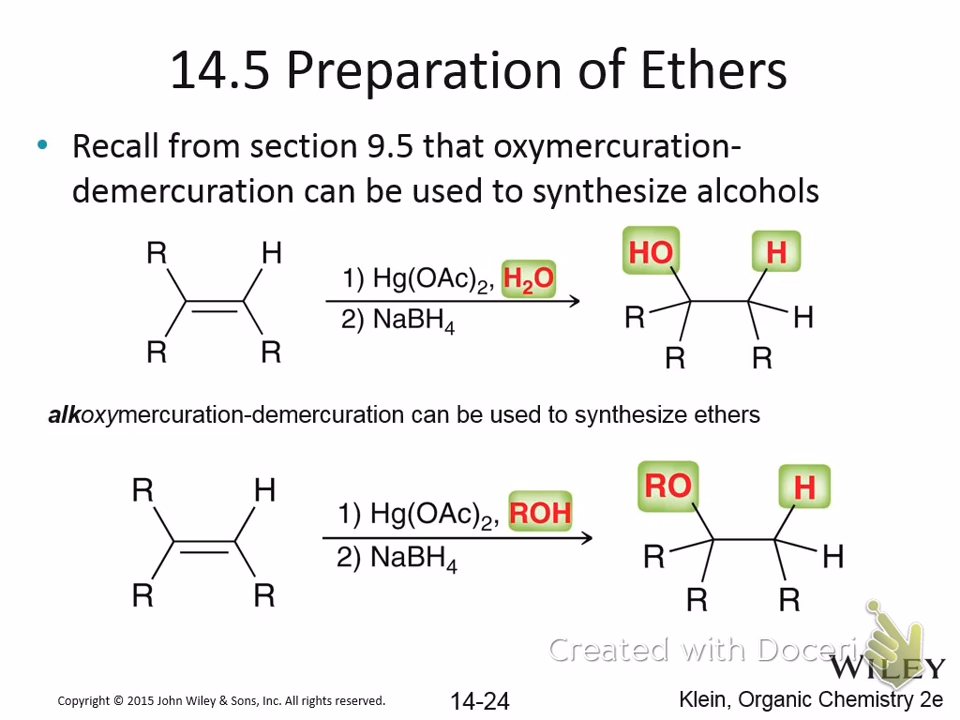 14.5 Preparation of Ethers
• Recall from section 9.5 that oxymercuration-
demercuration can be used to synthesize alcohols
R H
1) Hg(OAc)₂, H₂O
2) NaBH₄
R R
HO H
R H
R R
alkoxymercuration-demercuration can be used to synthesize ethers
R H
1) Hg(OAc)₂, ROH
2) NaBH₄
R R
RO H
R H
R R
Created with Doceri
WILEY
Copyright © 2015 John Wiley & Sons, Inc. All rights reserved.
14-24
Klein, Organic Chemistry 2e